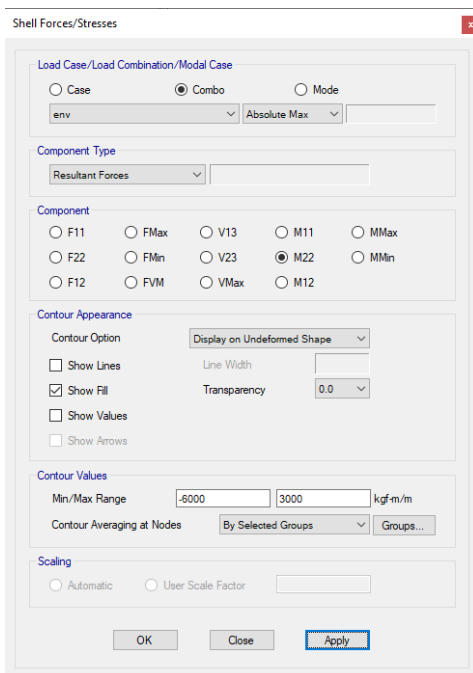 Shell Forces/Stresses
x
Load Case/Load Combination/Modal Case
Case Combo Mode
env Absolute Max
Component Type
Resultant Forces
Component
F11 FMax V13 M11 MMax
F22 FMin V23 M22 MMin
F12 FVM VMax M12
Contour Appearance
Contour Option Display on Undeformed Shape
Show Lines Line Width
Show Fill Transparency 0.0
Show Values
Show Arrows
Contour Values
Min/Max Range -6000 3000 kgf-m/m
Contour Averaging at Nodes By Selected Groups Groups...
Scaling
Automatic User Scale Factor
OK Close Apply